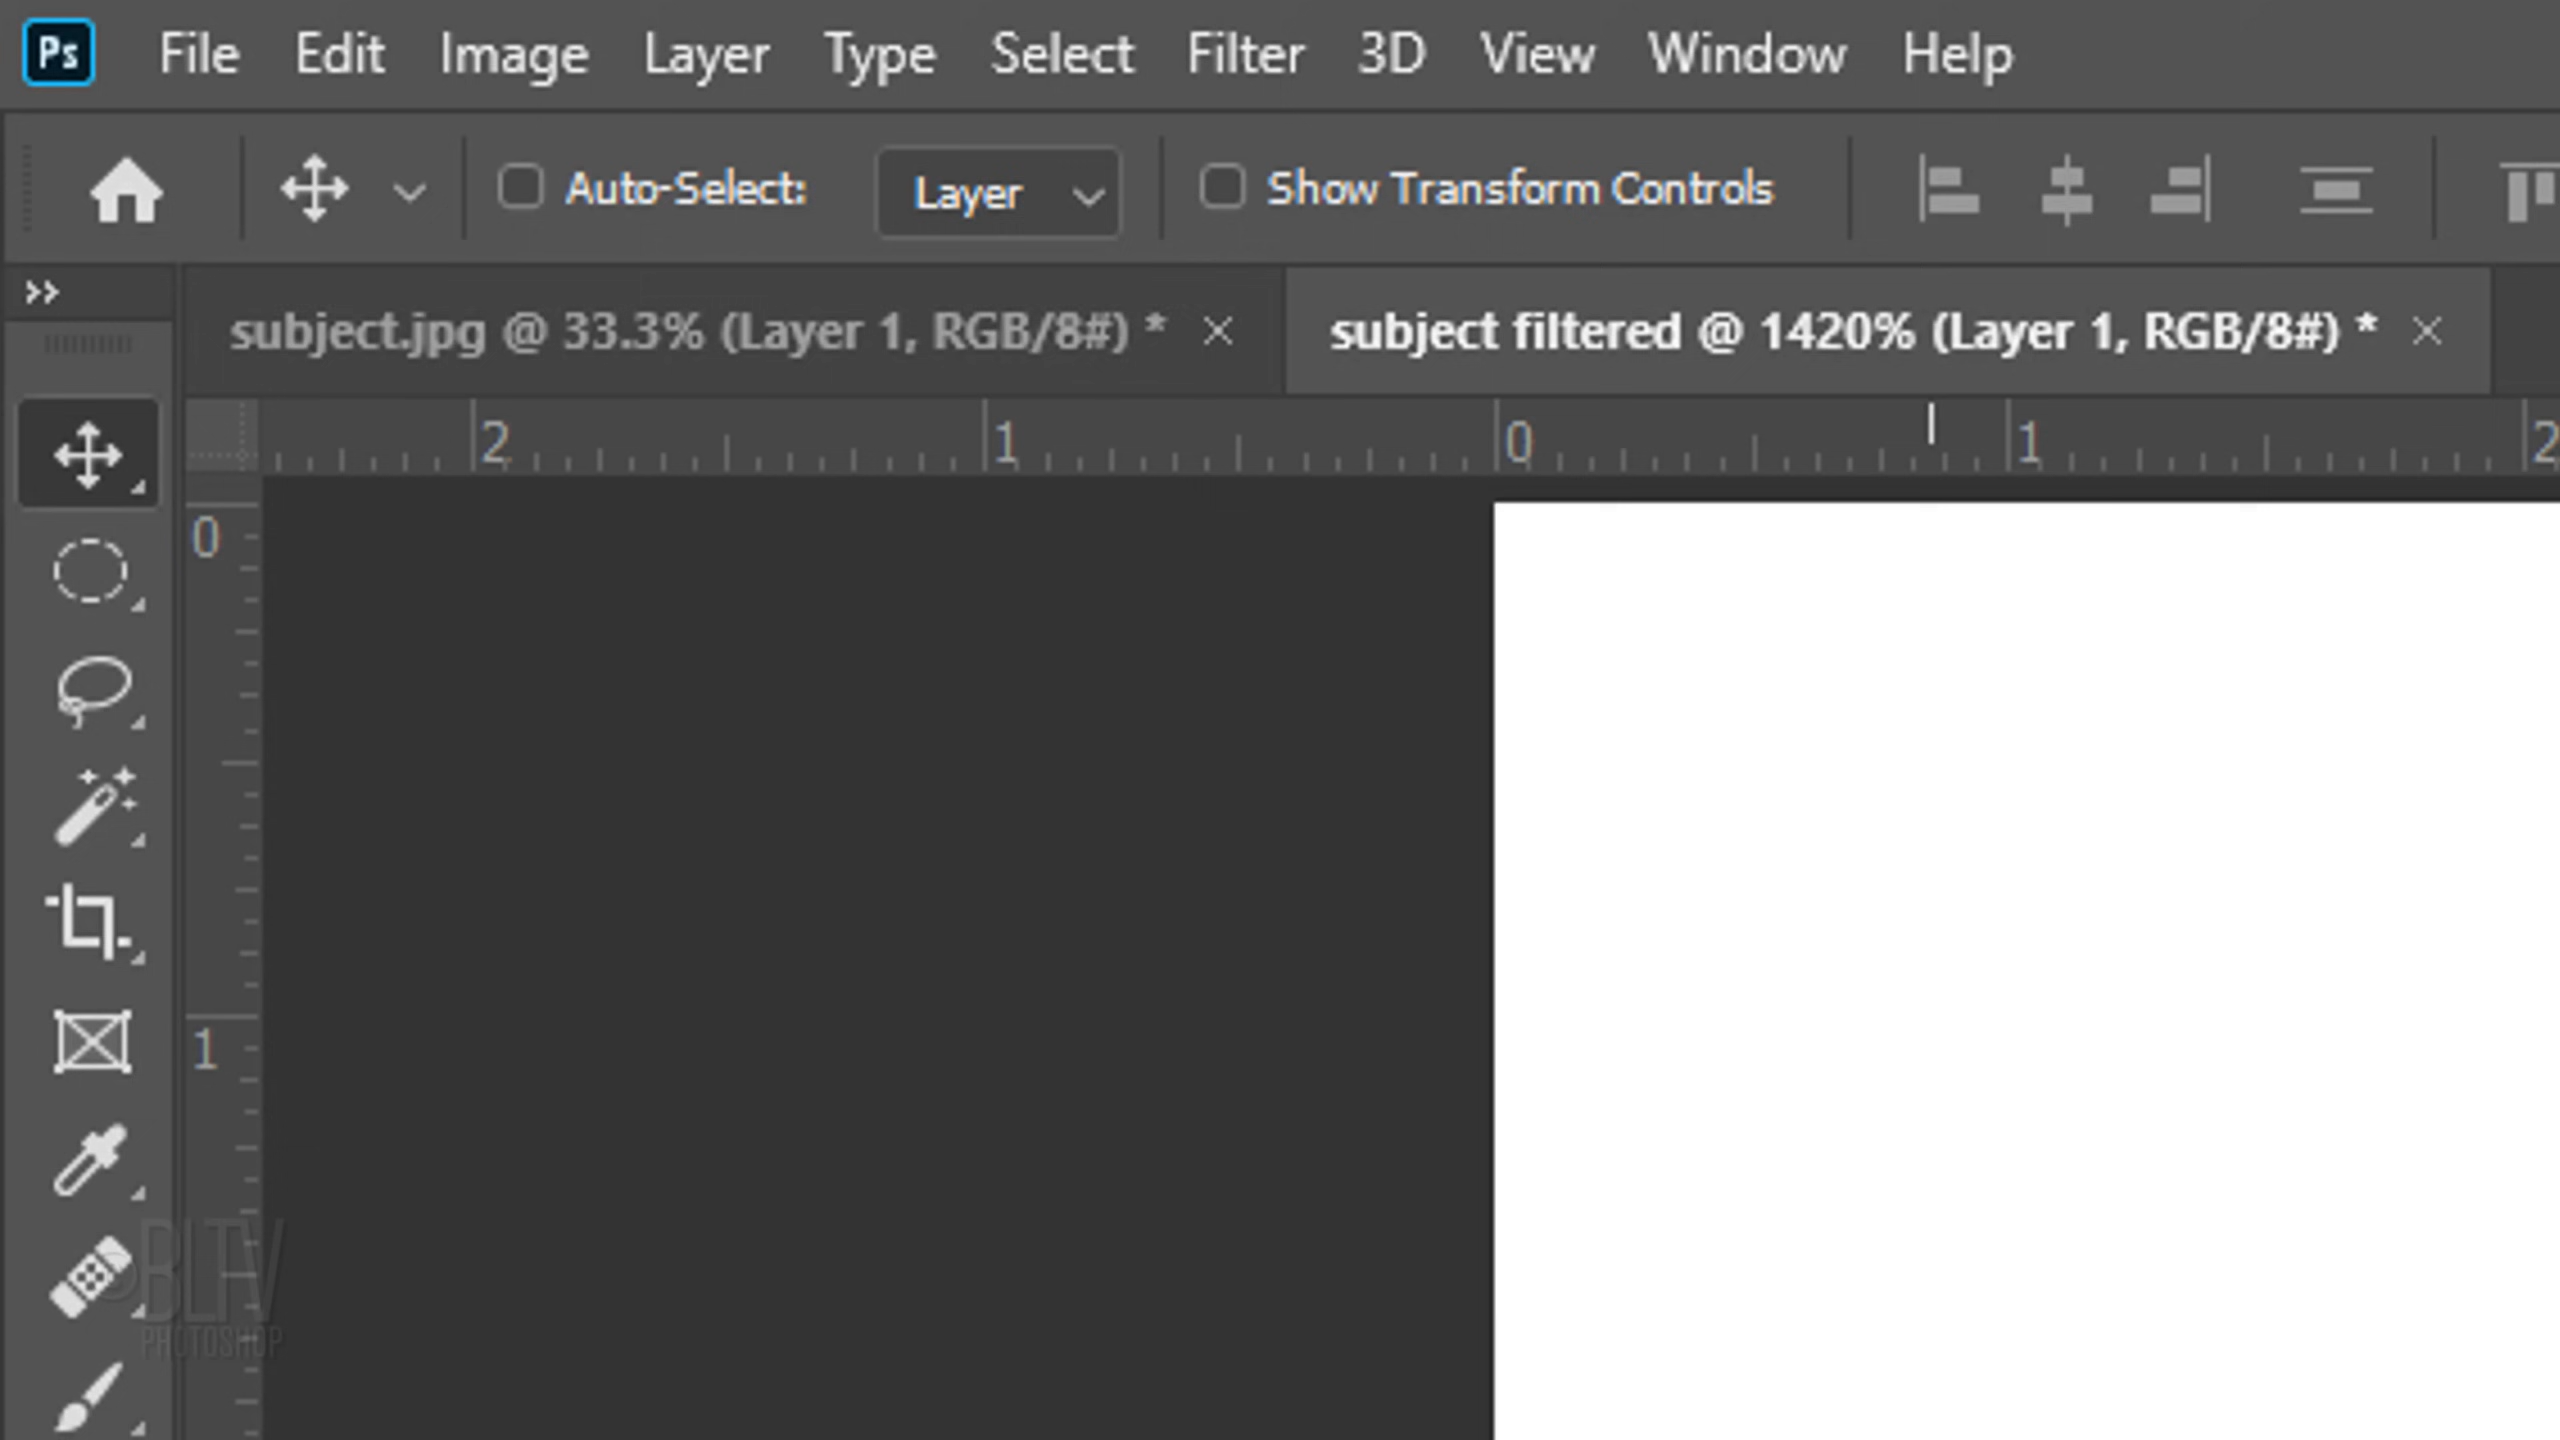 Ps File Edit Image Layer Type Select Filter 3D View Window Help
Auto-Select: Layer Show Transform Controls
subject.jpg @ 33.3% (Layer 1, RGB/8#) * × subject filtered @ 1420% (Layer 1, RGB/8#) * ×
2 1 0 1 2
0
1
©BLTV
PHOTOSHOP